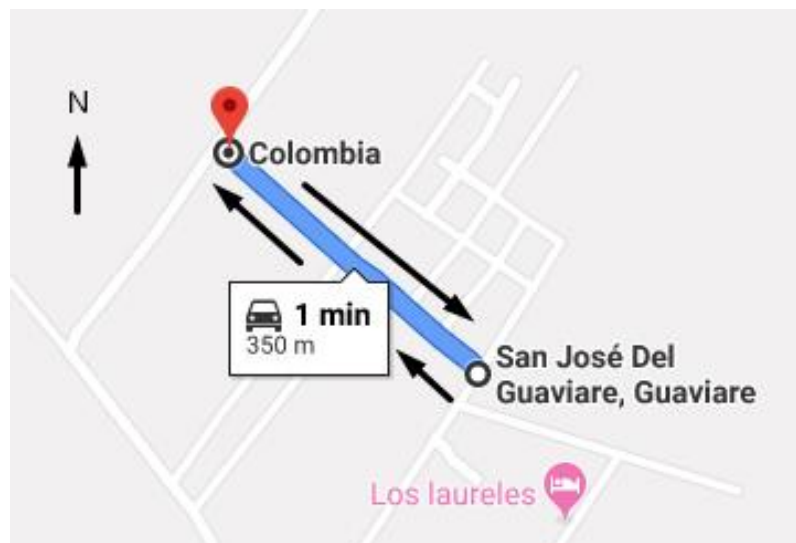 N
Colombia
1 min
350 m
San José Del
Guaviare, Guaviare
Los laureles